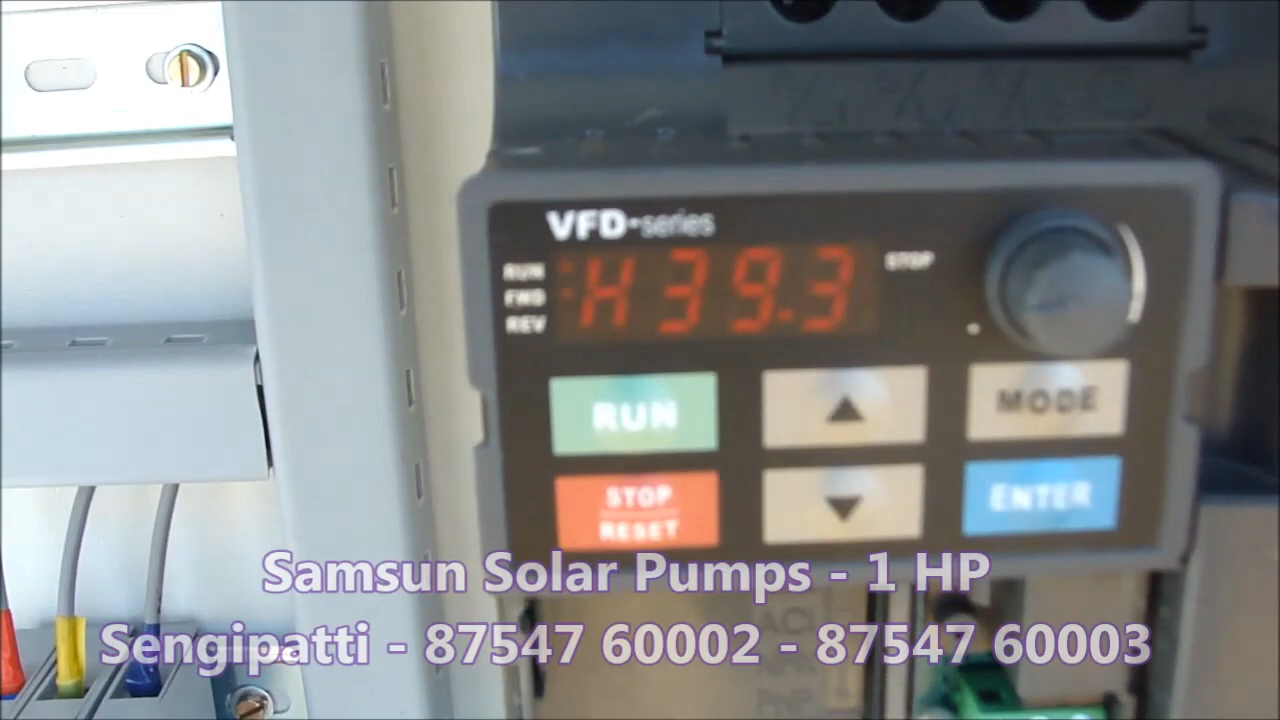 VFD-series
RUN
FWD
REV
H39.3
STOP
RUN
MODE
STOP
RESET
ENTER
Samsun Solar Pumps - 1 HP
Sengipatti - 87547 60002 - 87547 60003